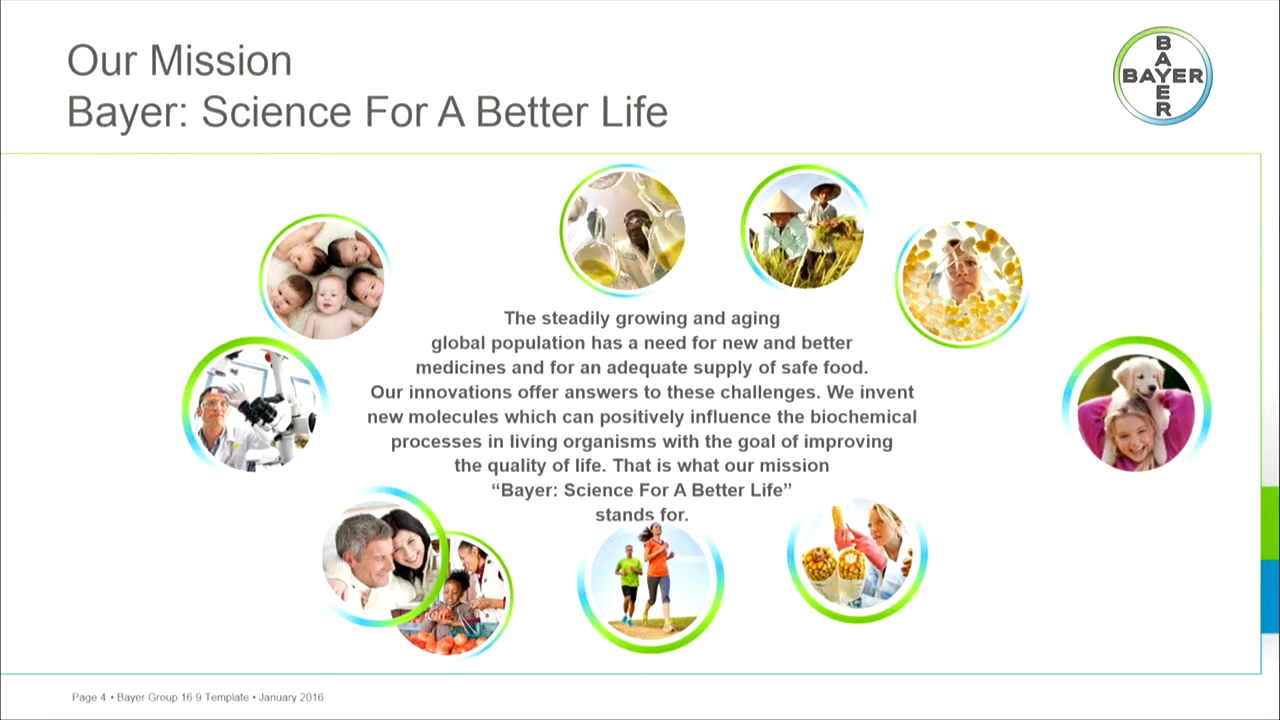 Our Mission
Bayer: Science For A Better Life
BAYER
BAYER
The steadily growing and aging
global population has a need for new and better
medicines and for an adequate supply of safe food.
Our innovations offer answers to these challenges. We invent
new molecules which can positively influence the biochemical
processes in living organisms with the goal of improving
the quality of life. That is what our mission
“Bayer: Science For A Better Life”
stands for.
Page 4 • Bayer Group 16 9 Template • January 2016